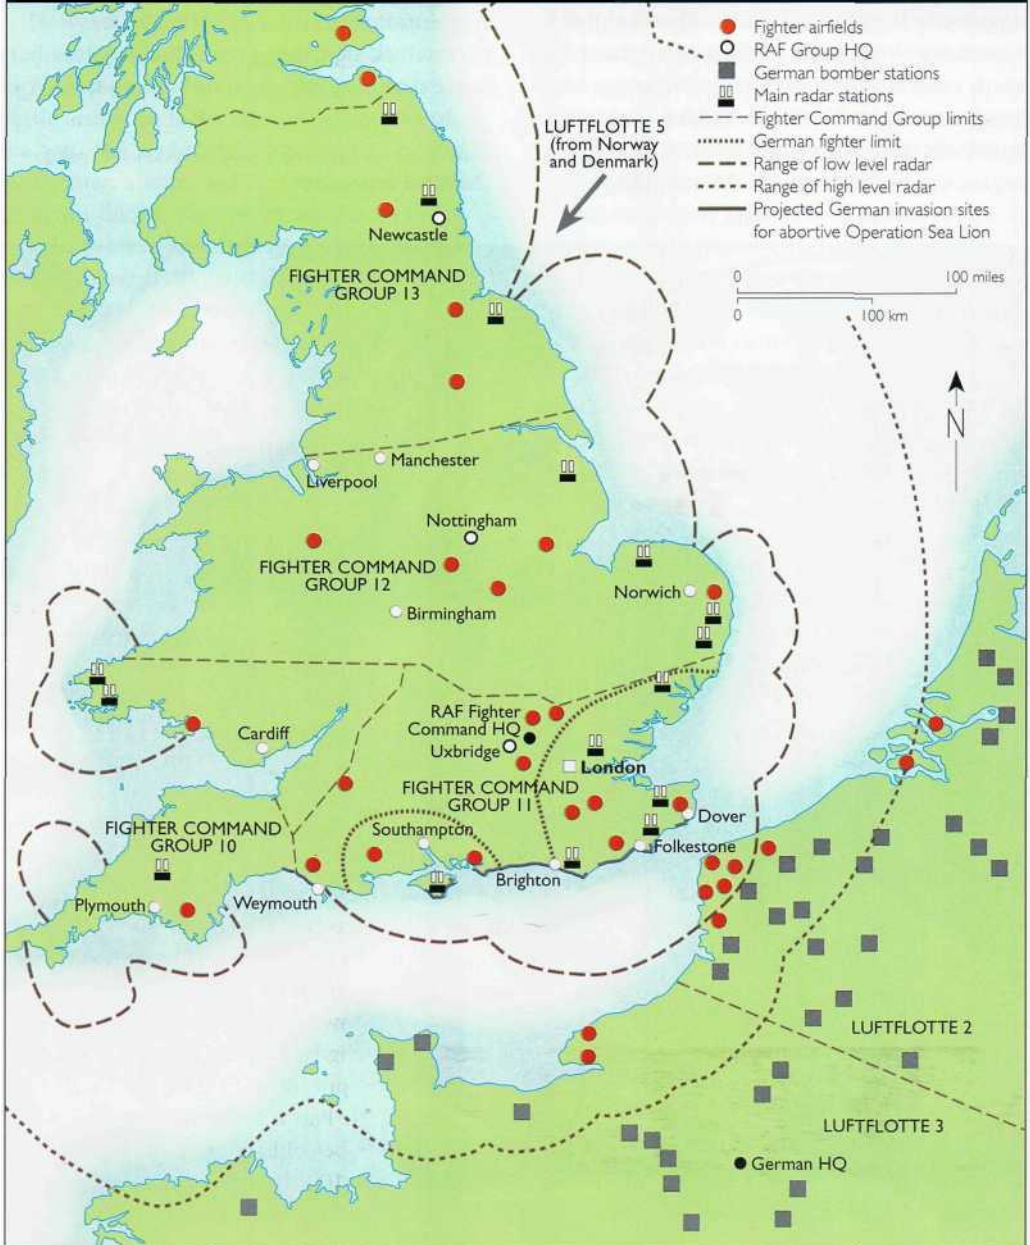 Fighter airfields
RAF Group HQ
German bomber stations
Main radar stations
Fighter Command Group limits
German fighter limit
Range of low level radar
Range of high level radar
Projected German invasion sites
for abortive Operation Sea Lion
0 100 miles
0 100 km
N
LUFTFLOTTE 5
(from Norway
and Denmark)
Newcastle
FIGHTER COMMAND
GROUP 13
Manchester
Liverpool
Nottingham
FIGHTER COMMAND
GROUP 12
Norwich
Birmingham
RAF Fighter
Command HQ
Cardiff
Uxbridge
London
FIGHTER COMMAND
GROUP 11
Dover
FIGHTER COMMAND
GROUP 10
Southampton
Folkestone
Brighton
Plymouth
Weymouth
LUFTFLOTTE 2
LUFTFLOTTE 3
German HQ